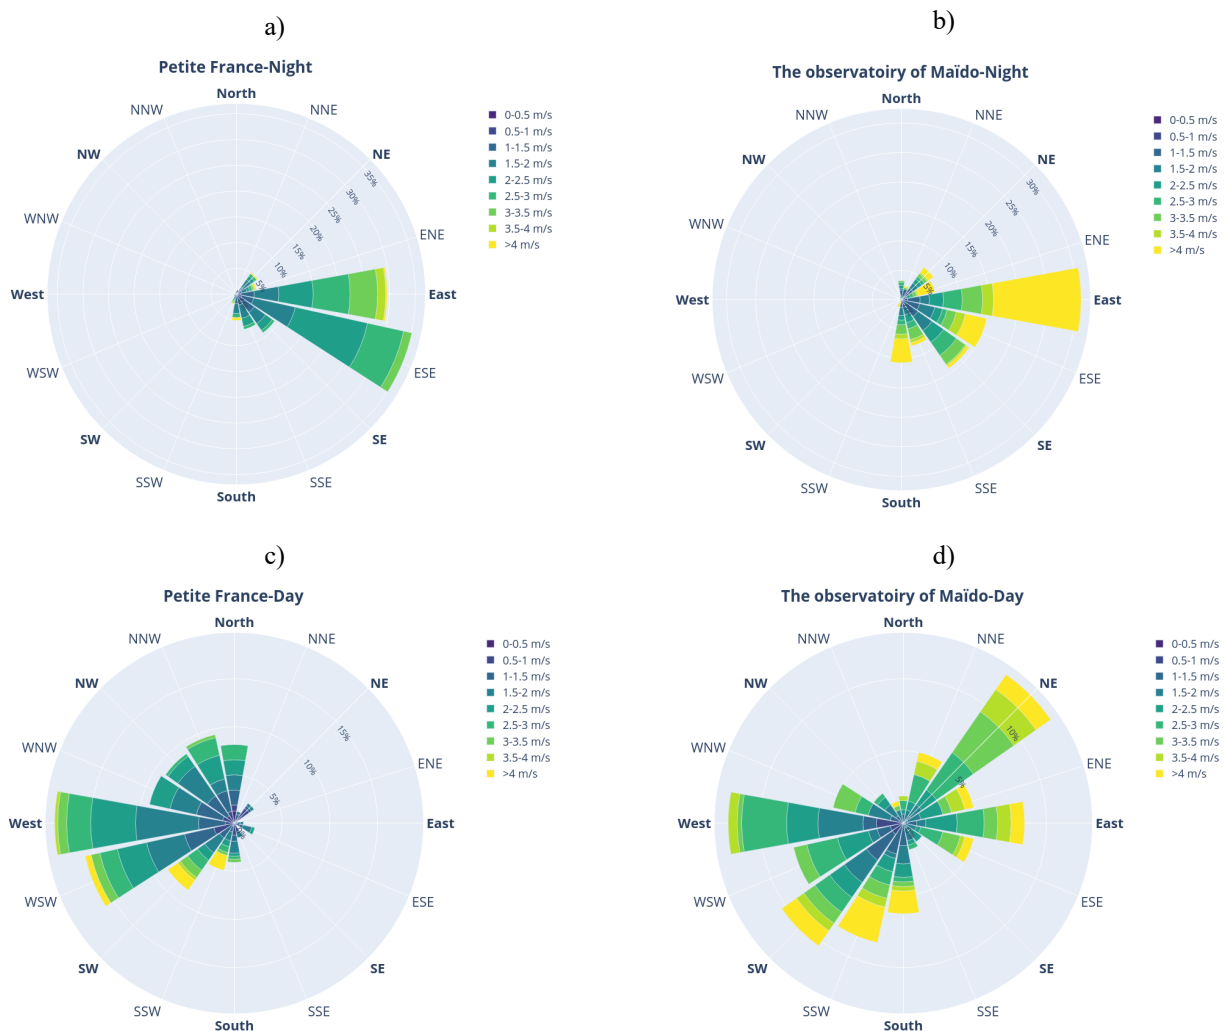 a)
Petite France-Night
North
NNW
NNE
NW
NE
WNW
ENE
West
East
WSW
ESE
SW
SE
SSW
SSE
South
5%
10%
15%
20%
25%
30%
35%
0-0.5 m/s
0.5-1 m/s
1-1.5 m/s
1.5-2 m/s
2-2.5 m/s
2.5-3 m/s
3-3.5 m/s
3.5-4 m/s
>4 m/s
b)
The observatoiry of Maïdo-Night
North
NNW
NNE
NW
NE
WNW
ENE
West
East
WSW
ESE
SW
SE
SSW
SSE
South
5%
10%
15%
20%
25%
30%
0-0.5 m/s
0.5-1 m/s
1-1.5 m/s
1.5-2 m/s
2-2.5 m/s
2.5-3 m/s
3-3.5 m/s
3.5-4 m/s
>4 m/s
c)
Petite France-Day
North
NNW
NNE
NW
NE
WNW
ENE
West
East
WSW
ESE
SW
SE
SSW
SSE
South
5%
10%
15%
0-0.5 m/s
0.5-1 m/s
1-1.5 m/s
1.5-2 m/s
2-2.5 m/s
2.5-3 m/s
3-3.5 m/s
3.5-4 m/s
>4 m/s
d)
The observatoiry of Maïdo-Day
North
NNW
NNE
NW
NE
WNW
ENE
West
East
WSW
ESE
SW
SE
SSW
SSE
South
5%
10%
0-0.5 m/s
0.5-1 m/s
1-1.5 m/s
1.5-2 m/s
2-2.5 m/s
2.5-3 m/s
3-3.5 m/s
3.5-4 m/s
>4 m/s